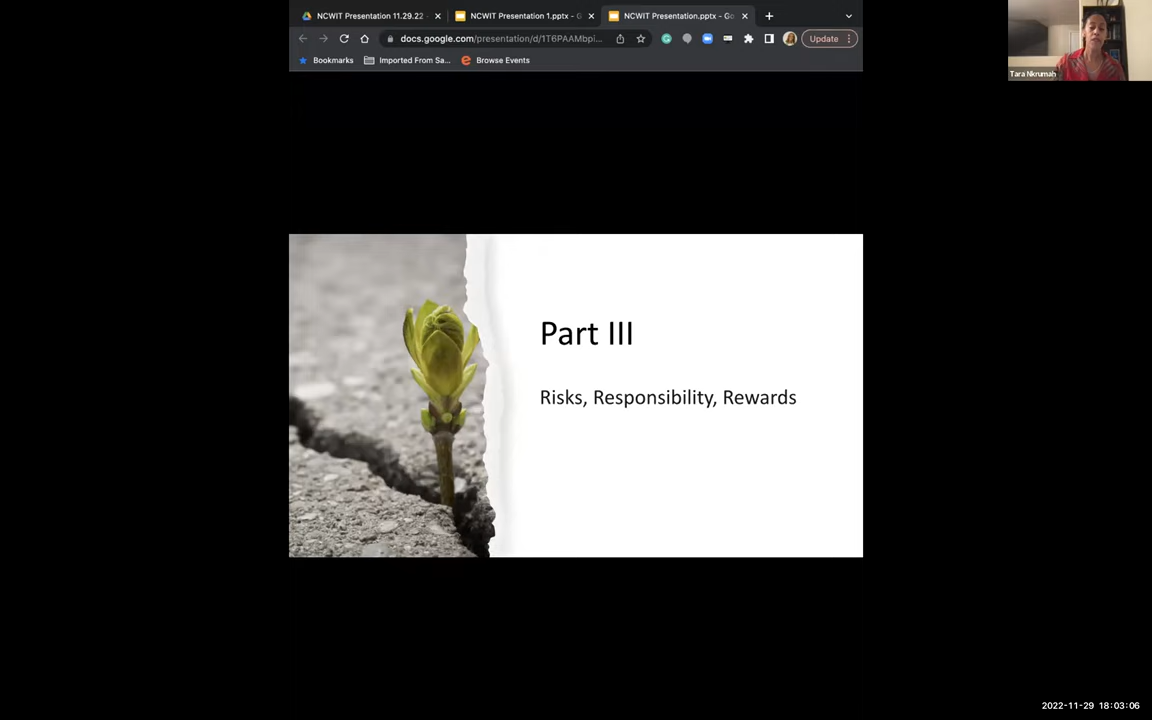 NCWIT Presentation 11.29.22 -
NCWIT Presentation 1.pptx - G
NCWIT Presentation.pptx - Go
docs.google.com/presentation/d/1T6PAAMbpi...
Update
Bookmarks
Imported From Sa...
Browse Events
Tara Nkrumah
Part III
Risks, Responsibility, Rewards
2022-11-29 18:03:06